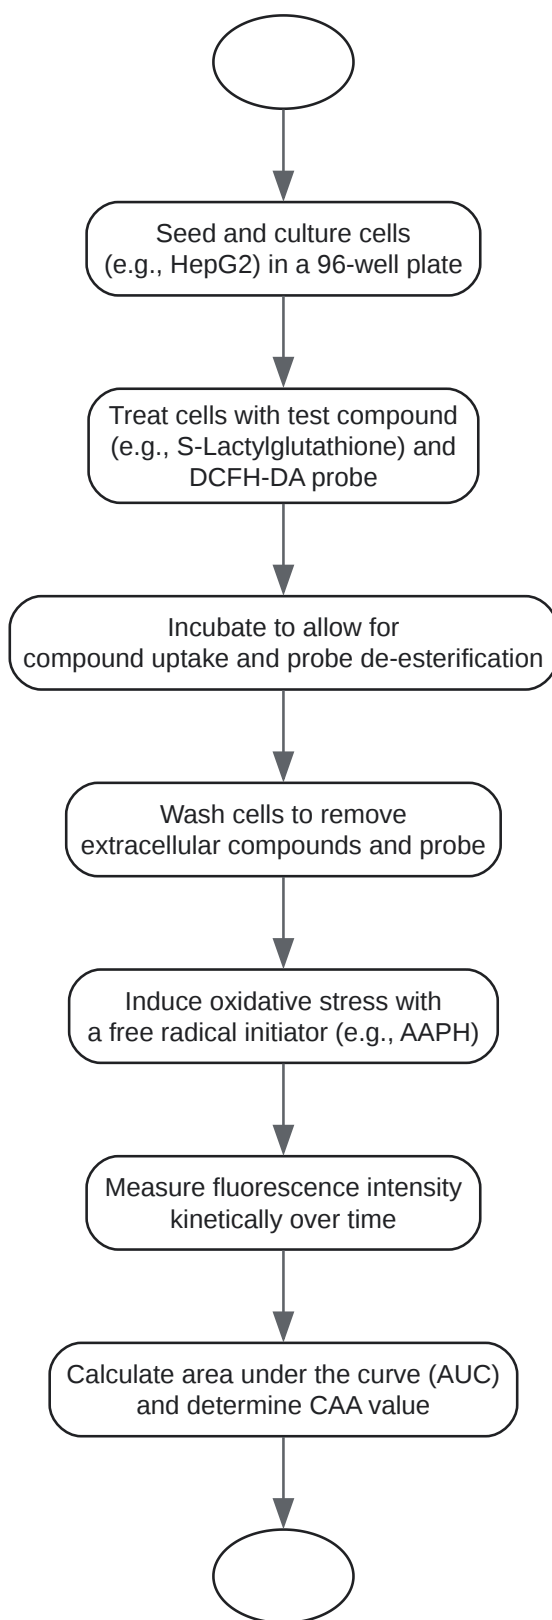 Seed and culture cells
(e.g., HepG2) in a 96-well plate
Treat cells with test compound
(e.g., S-Lactylglutathione) and
DCFH-DA probe
Incubate to allow for
compound uptake and probe de-esterification
Wash cells to remove
extracellular compounds and probe
Induce oxidative stress with
a free radical initiator (e.g., AAPH)
Measure fluorescence intensity
kinetically over time
Calculate area under the curve (AUC)
and determine CAA value